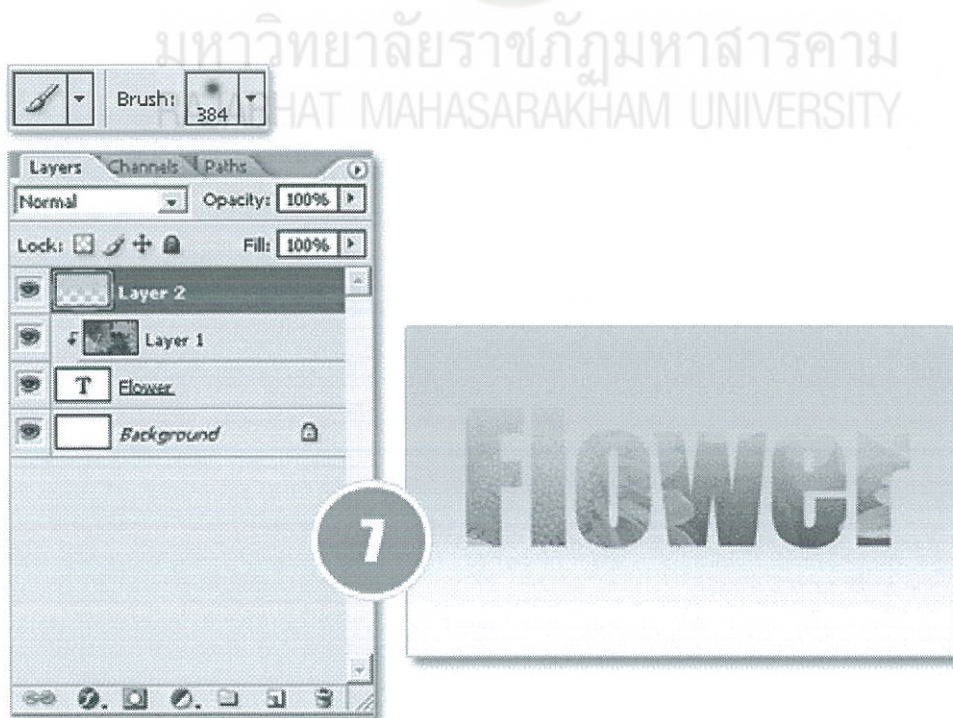 มหาวิทยาลัยราชภัฏมหาสารคาม
HAT MAHASARAKHAM UNIVERSITY
Brush:
384
Layers Channels Paths
Normal Opacity: 100%
Lock: Fill: 100%
Layer 2
Layer 1
T Flower
Background
7
Flower